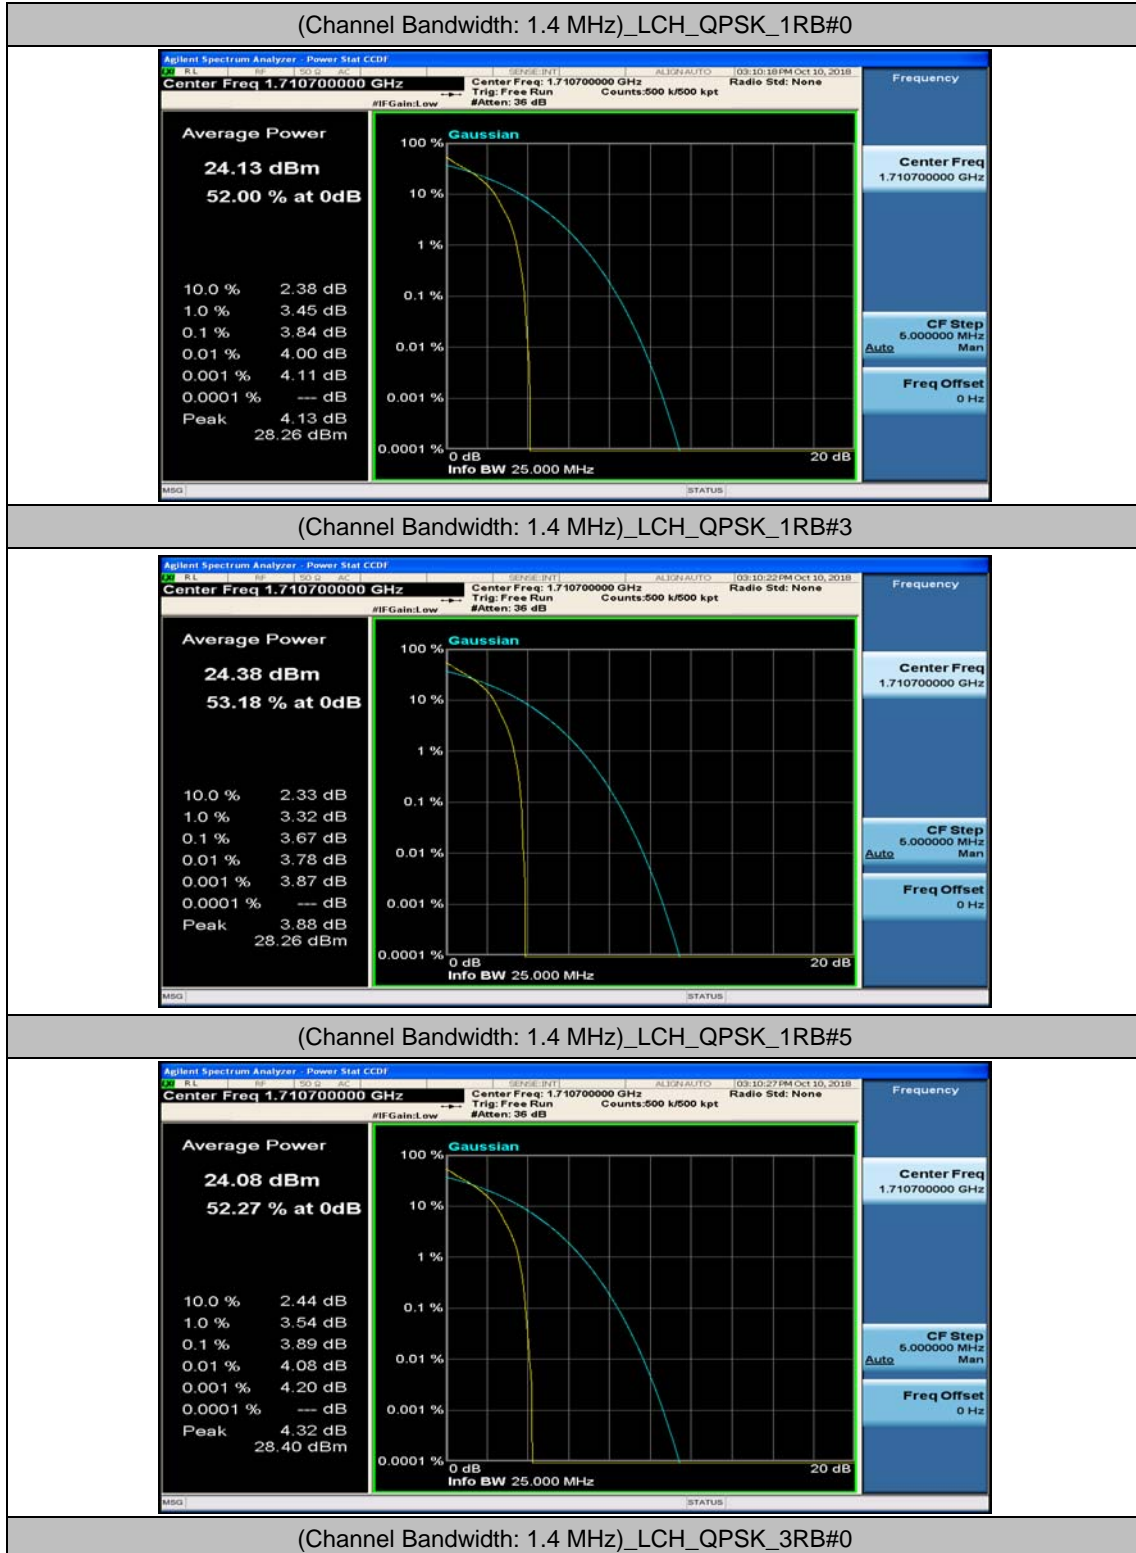 (Channel Bandwidth: 1.4 MHz)_LCH_QPSK_1RB#0
Agilent Spectrum Analyzer - Power Stat CCDF
RL RF 50 Ω AC SENSE:INT ALIGN AUTO 03:10:18 PM Oct 10, 2018
Center Freq 1.710700000 GHz
Center Freq: 1.710700000 GHz Radio Std: None
Trig: Free Run Counts:500 k/500 kpt
#IFGain:Low #Atten: 36 dB
Average Power
24.13 dBm
52.00 % at 0dB
10.0 % 2.38 dB
1.0 % 3.45 dB
0.1 % 3.84 dB
0.01 % 4.00 dB
0.001 % 4.11 dB
0.0001 % --- dB
Peak 4.13 dB
28.26 dBm
Gaussian
100 %
10 %
1 %
0.1 %
0.01 %
0.001 %
0.0001 %
0 dB 20 dB
Info BW 25.000 MHz
Frequency
Center Freq
1.710700000 GHz
CF Step
5.000000 MHz
Auto Man
Freq Offset
0 Hz
MSG STATUS
(Channel Bandwidth: 1.4 MHz)_LCH_QPSK_1RB#3
Agilent Spectrum Analyzer - Power Stat CCDF
RL RF 50 Ω AC SENSE:INT ALIGN AUTO 03:10:22 PM Oct 10, 2018
Center Freq 1.710700000 GHz
Center Freq: 1.710700000 GHz Radio Std: None
Trig: Free Run Counts:500 k/500 kpt
#IFGain:Low #Atten: 36 dB
Average Power
24.38 dBm
53.18 % at 0dB
10.0 % 2.33 dB
1.0 % 3.32 dB
0.1 % 3.67 dB
0.01 % 3.78 dB
0.001 % 3.87 dB
0.0001 % --- dB
Peak 3.88 dB
28.26 dBm
Gaussian
100 %
10 %
1 %
0.1 %
0.01 %
0.001 %
0.0001 %
0 dB 20 dB
Info BW 25.000 MHz
Frequency
Center Freq
1.710700000 GHz
CF Step
5.000000 MHz
Auto Man
Freq Offset
0 Hz
MSG STATUS
(Channel Bandwidth: 1.4 MHz)_LCH_QPSK_1RB#5
Agilent Spectrum Analyzer - Power Stat CCDF
RL RF 50 Ω AC SENSE:INT ALIGN AUTO 03:10:27 PM Oct 10, 2018
Center Freq 1.710700000 GHz
Center Freq: 1.710700000 GHz Radio Std: None
Trig: Free Run Counts:500 k/500 kpt
#IFGain:Low #Atten: 36 dB
Average Power
24.08 dBm
52.27 % at 0dB
10.0 % 2.44 dB
1.0 % 3.54 dB
0.1 % 3.89 dB
0.01 % 4.08 dB
0.001 % 4.20 dB
0.0001 % --- dB
Peak 4.32 dB
28.40 dBm
Gaussian
100 %
10 %
1 %
0.1 %
0.01 %
0.001 %
0.0001 %
0 dB 20 dB
Info BW 25.000 MHz
Frequency
Center Freq
1.710700000 GHz
CF Step
5.000000 MHz
Auto Man
Freq Offset
0 Hz
MSG STATUS
(Channel Bandwidth: 1.4 MHz)_LCH_QPSK_3RB#0